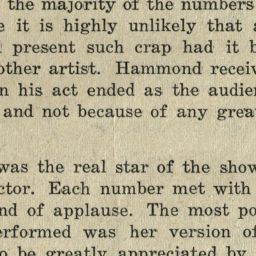 the majority of the numbers
e it is highly unlikely that a
present such crap had it b
other artist. Hammond receiv
n his act ended as the audien
and not because of any grea
was the real star of the show
ctor. Each number met with
nd of applause. The most po
erformed was her version of
o be greatly appreciated by